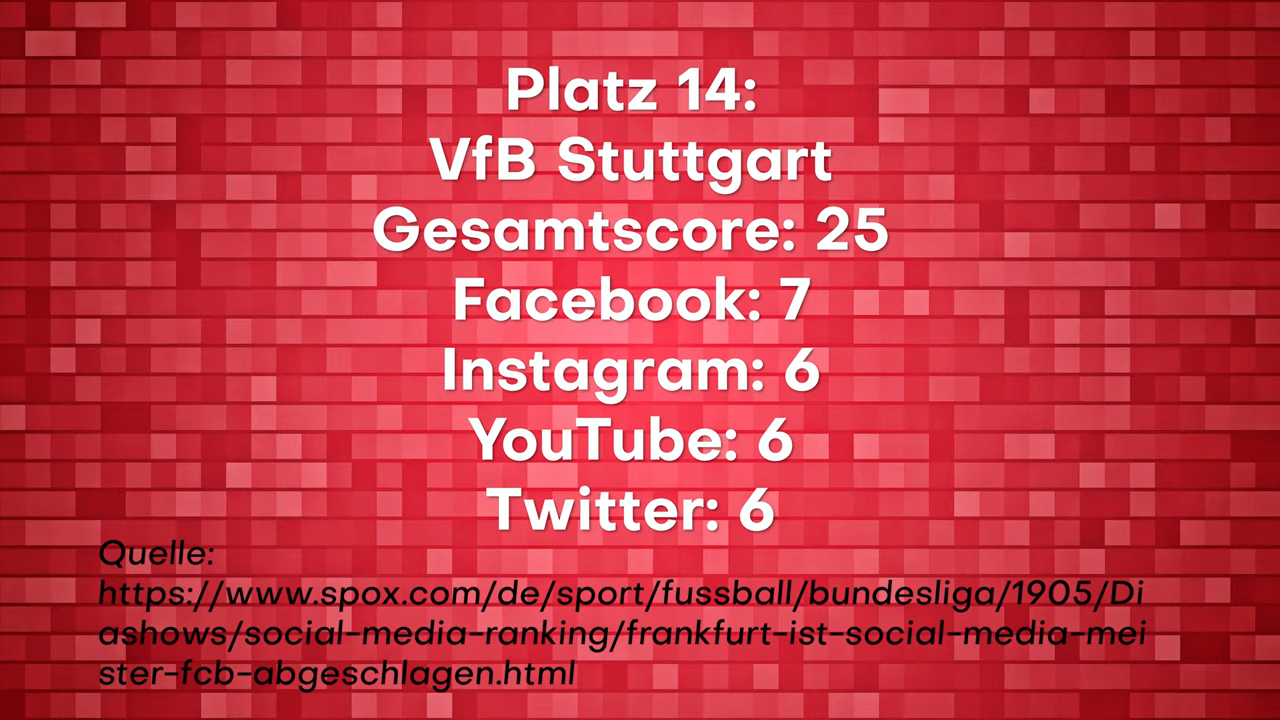 Platz 14:
VfB Stuttgart
Gesamtscore: 25
Facebook: 7
Instagram: 6
YouTube: 6
Twitter: 6
Quelle:
https://www.spox.com/de/sport/fussball/bundesliga/1905/Di
ashows/social-media-ranking/frankfurt-ist-social-media-mei
ster-fcb-abgeschlagen.html